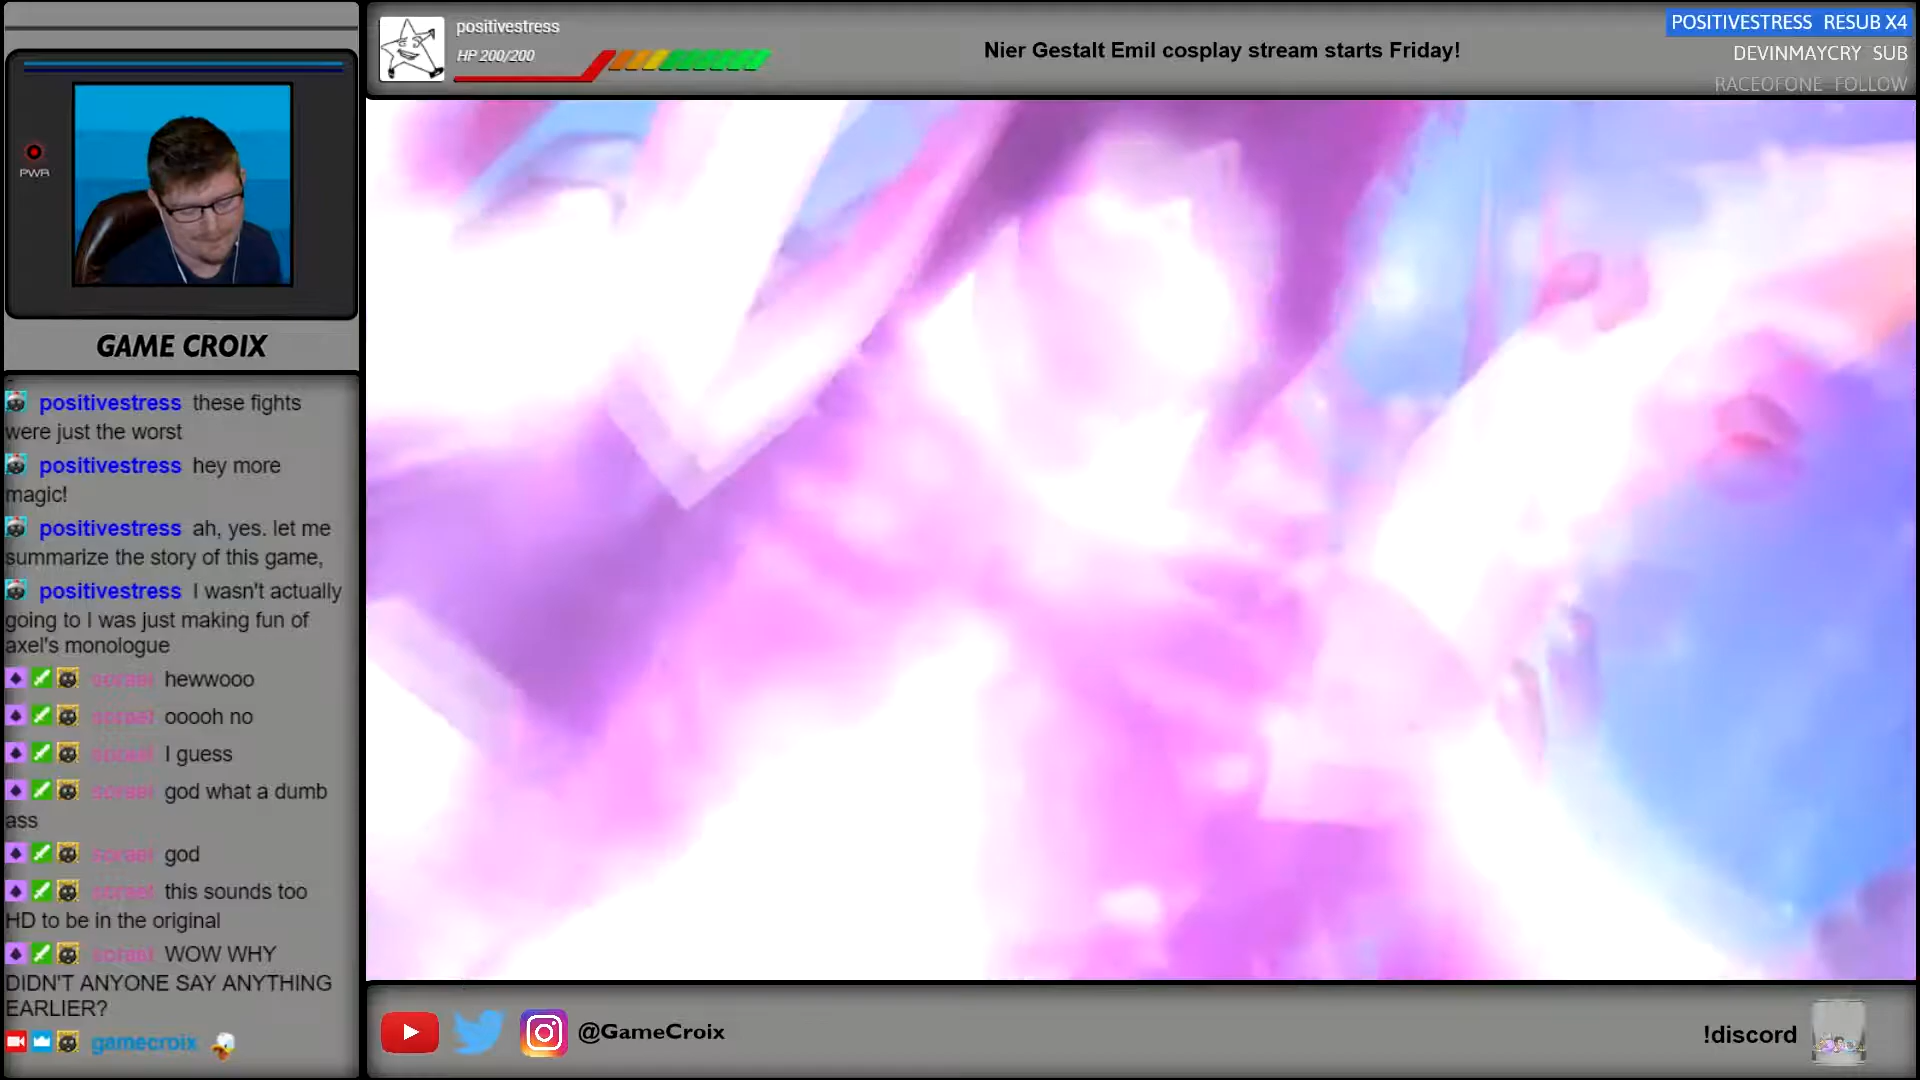 positivestress
HP 200/200
Nier Gestalt Emil cosplay stream starts Friday!
POSITIVESTRESS RESUB X4
DEVINMAYCRY SUB
RACEOFONE FOLLOW
PWR
GAME CROIX
positivestress these fights
were just the worst
positivestress hey more
magic!
positivestress ah, yes. let me
summarize the story of this game,
positivestress I wasn't actually
going to I was just making fun of
axel's monologue
hewwooo
ooooh no
I guess
god what a dumb
ass
god
this sounds too
HD to be in the original
WOW WHY
DIDN'T ANYONE SAY ANYTHING
EARLIER?
gamecroix
@GameCroix
!discord